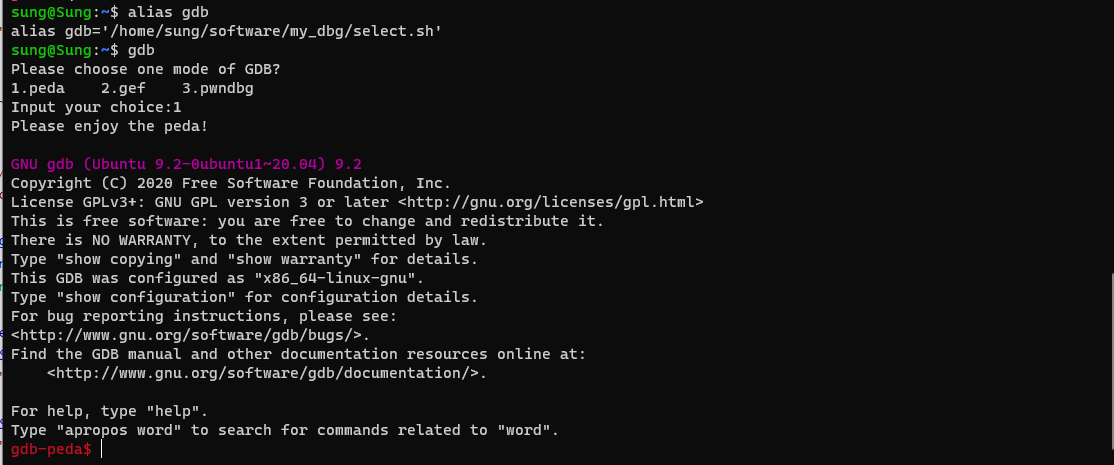 sung@Sung:~$ alias gdb
alias gdb='/home/sung/software/my_dbg/select.sh'
sung@Sung:~$ gdb
Please choose one mode of GDB?
1.peda    2.gef    3.pwndbg
Input your choice:1
Please enjoy the peda!
GNU gdb (Ubuntu 9.2-0ubuntu1~20.04) 9.2
Copyright (C) 2020 Free Software Foundation, Inc.
License GPLv3+: GNU GPL version 3 or later <http://gnu.org/licenses/gpl.html>
This is free software: you are free to change and redistribute it.
There is NO WARRANTY, to the extent permitted by law.
Type "show copying" and "show warranty" for details.
This GDB was configured as "x86_64-linux-gnu".
Type "show configuration" for configuration details.
For bug reporting instructions, please see:
<http://www.gnu.org/software/gdb/bugs/>.
Find the GDB manual and other documentation resources online at:
    <http://www.gnu.org/software/gdb/documentation/>.
For help, type "help".
Type "apropos word" to search for commands related to "word".
gdb-peda$